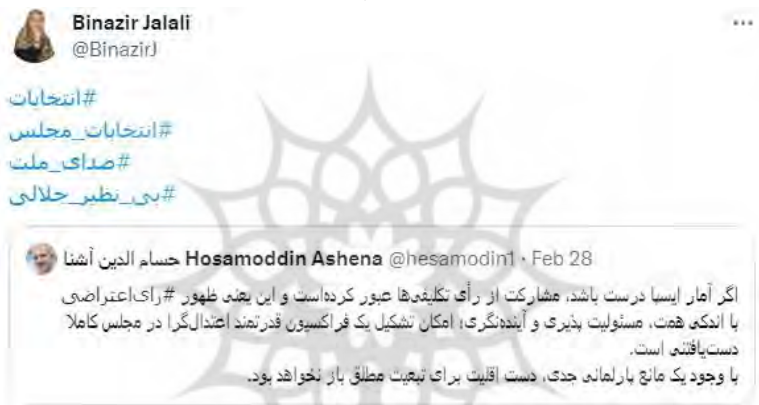 Binazir Jalali
@BinazirJ
#انتخابات
#انتخابات_مجلس
#صدای_ملت
#بی_نظیر_جلالی
حسام الدین آشنا Hosamoddin Ashena @hesamodin1 · Feb 28
اگر آمار ایسپا درست باشد، مشارکت از رأی تکلیفی‌ها عبور کرده‌است و این یعنی ظهور #رای‌اعتراضی
با اندکی همت، مسئولیت پذیری و آینده‌نگری؛ امکان تشکیل یک فراکسیون قدرتمند اعتدال‌گرا در مجلس کاملا
دست‌یافتنی است.
با وجود یک مانع پارلمانی جدی، دست اقلیت برای تبعیت مطلق باز نخواهد بود.